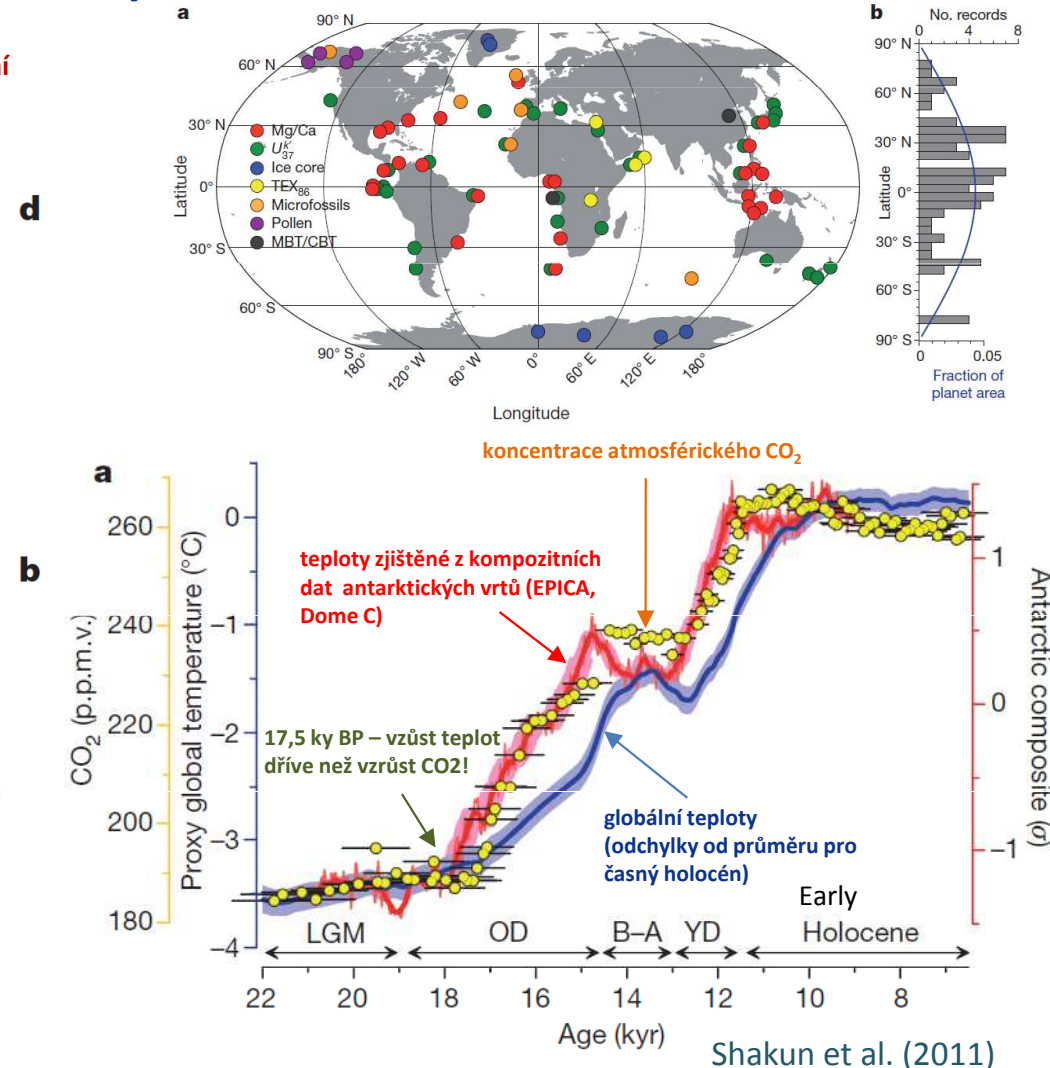 ní
d
b
a
90° N
60° N
30° N
0°
30° S
60° S
90° S
Latitude
Mg/Ca
U37K'
Ice core
TEX86
Microfossils
Pollen
MBT/CBT
180°
120° W
60° W
0°
60° E
120° E
180°
Longitude
b
No. records
0 4 8
90° N
60° N
30° N
0°
30° S
60° S
90° S
Latitude
0 0.05
Fraction of
planet area
a
koncentrace atmosférického CO2
teploty zjištěné z kompozitních
dat antarktických vrtů (EPICA,
Dome C)
17,5 ky BP – vzůst teplot
dříve než vzrůst CO2!
globální teploty
(odchylky od průměru pro
časný holocén)
CO2 (p.p.m.v.)
260
240
220
200
180
Proxy global temperature (°C)
0
−1
−2
−3
−4
Antarctic composite (σ)
1
0
−1
Early
LGM OD B–A YD Holocene
22 20 18 16 14 12 10 8
Age (kyr)
Shakun et al. (2011)